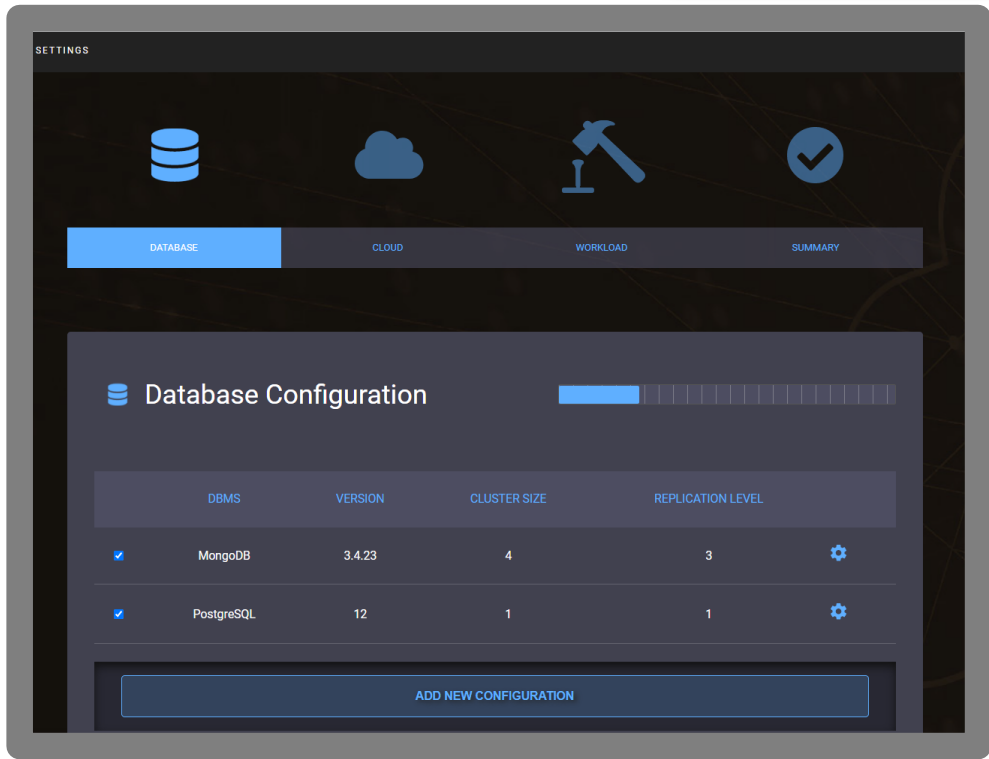 SETTINGS
DATABASE CLOUD WORKLOAD SUMMARY
Database Configuration
DBMS VERSION CLUSTER SIZE REPLICATION LEVEL
MongoDB 3.4.23 4 3
PostgreSQL 12 1 1
ADD NEW CONFIGURATION